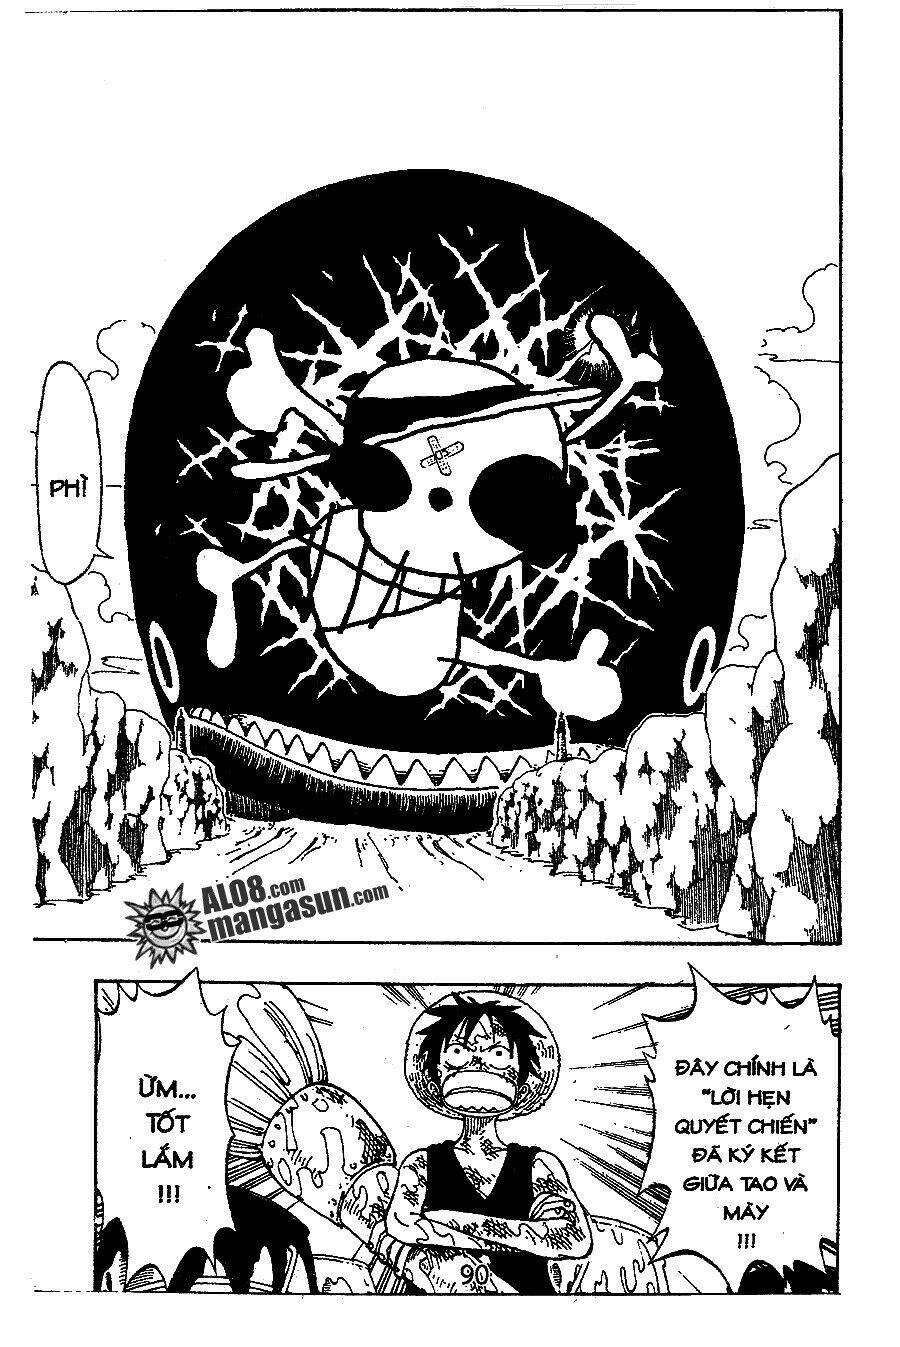 PHÌ
AL08.com
mangasun.com
ĐÂY CHÍNH LÀ
"LỜI HẸN
QUYẾT CHIẾN"
ĐÃ KÝ KẾT
GIỮA TAO VÀ
MÀY
!!!
ỪM...
TỐT
LẮM
!!!
90